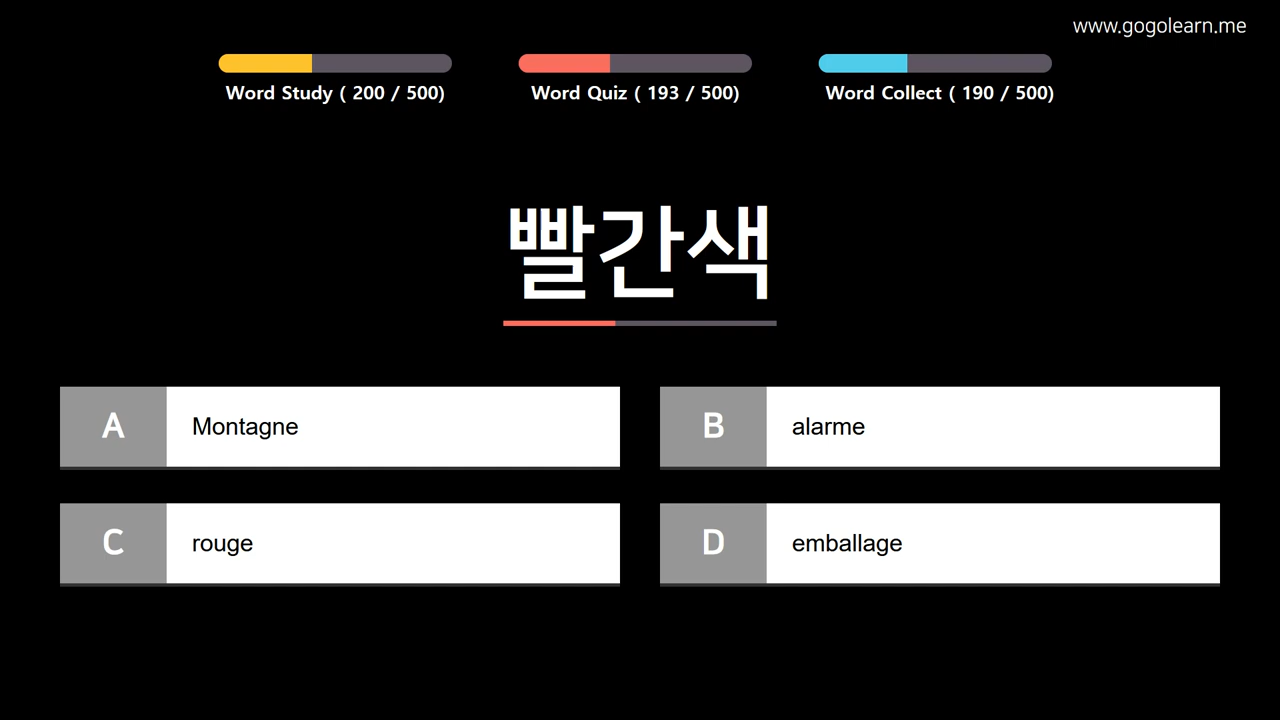 www.gogolearn.me
Word Study ( 200 / 500)
Word Quiz ( 193 / 500)
Word Collect ( 190 / 500)
빨간색
A Montagne
B alarme
C rouge
D emballage